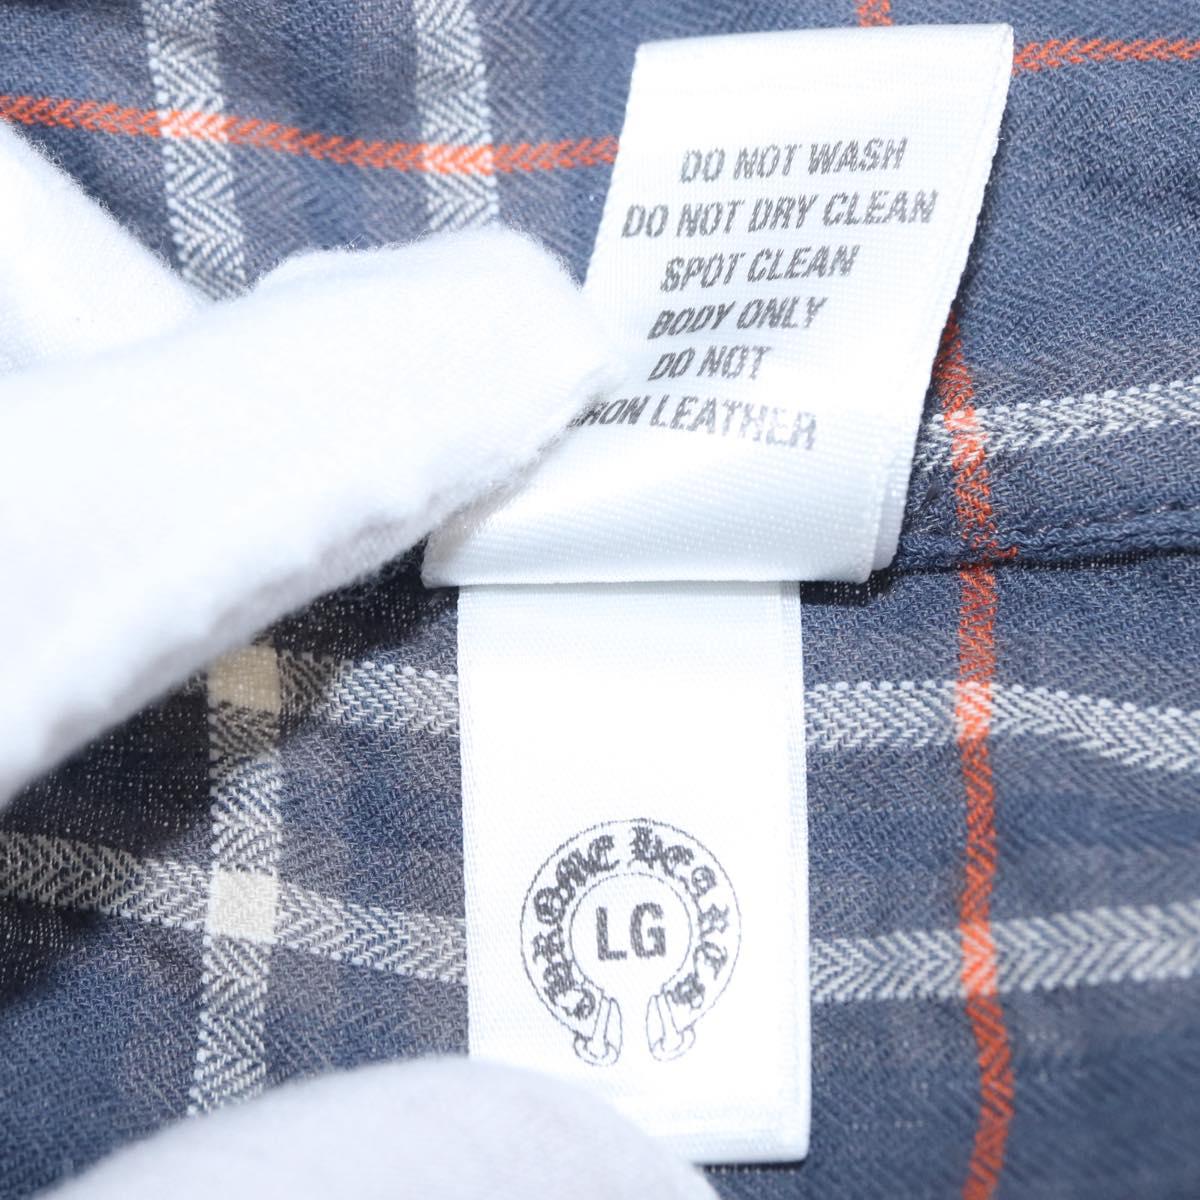 DO NOT WASH
DO NOT DRY CLEAN
SPOT CLEAN
BODY ONLY
DO NOT
IRON LEATHER
CHROME HEARTS
LG